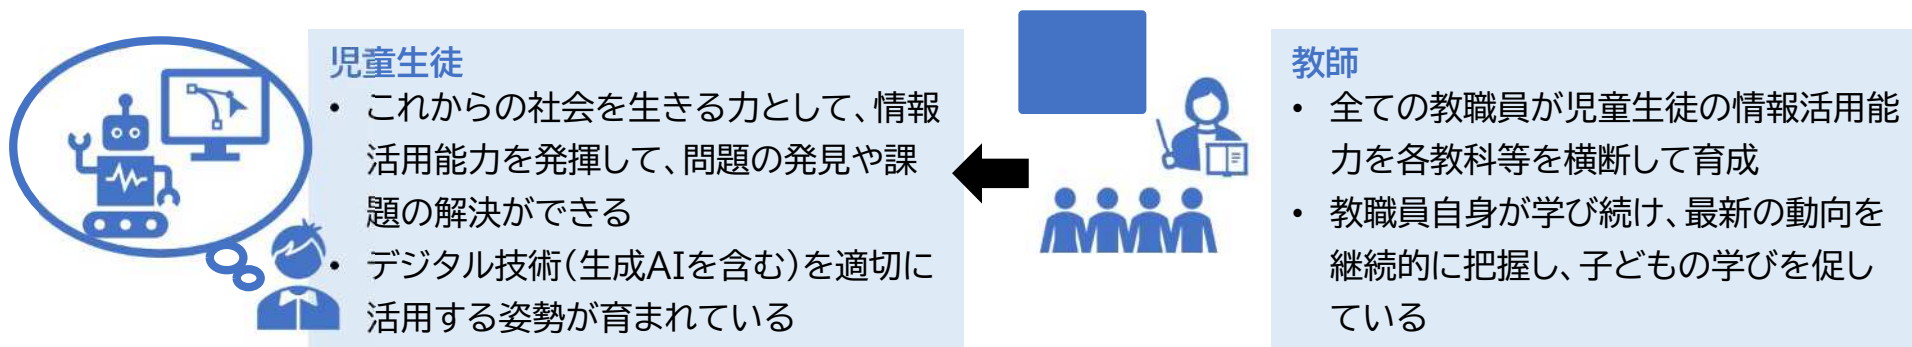 児童生徒
• これからの社会を生きる力として、情報
活用能力を発揮して、問題の発見や課
題の解決ができる
• デジタル技術(生成AIを含む)を適切に
活用する姿勢が育まれている
教師
• 全ての教職員が児童生徒の情報活用能
力を各教科等を横断して育成
• 教職員自身が学び続け、最新の動向を
継続的に把握し、子どもの学びを促し
ている